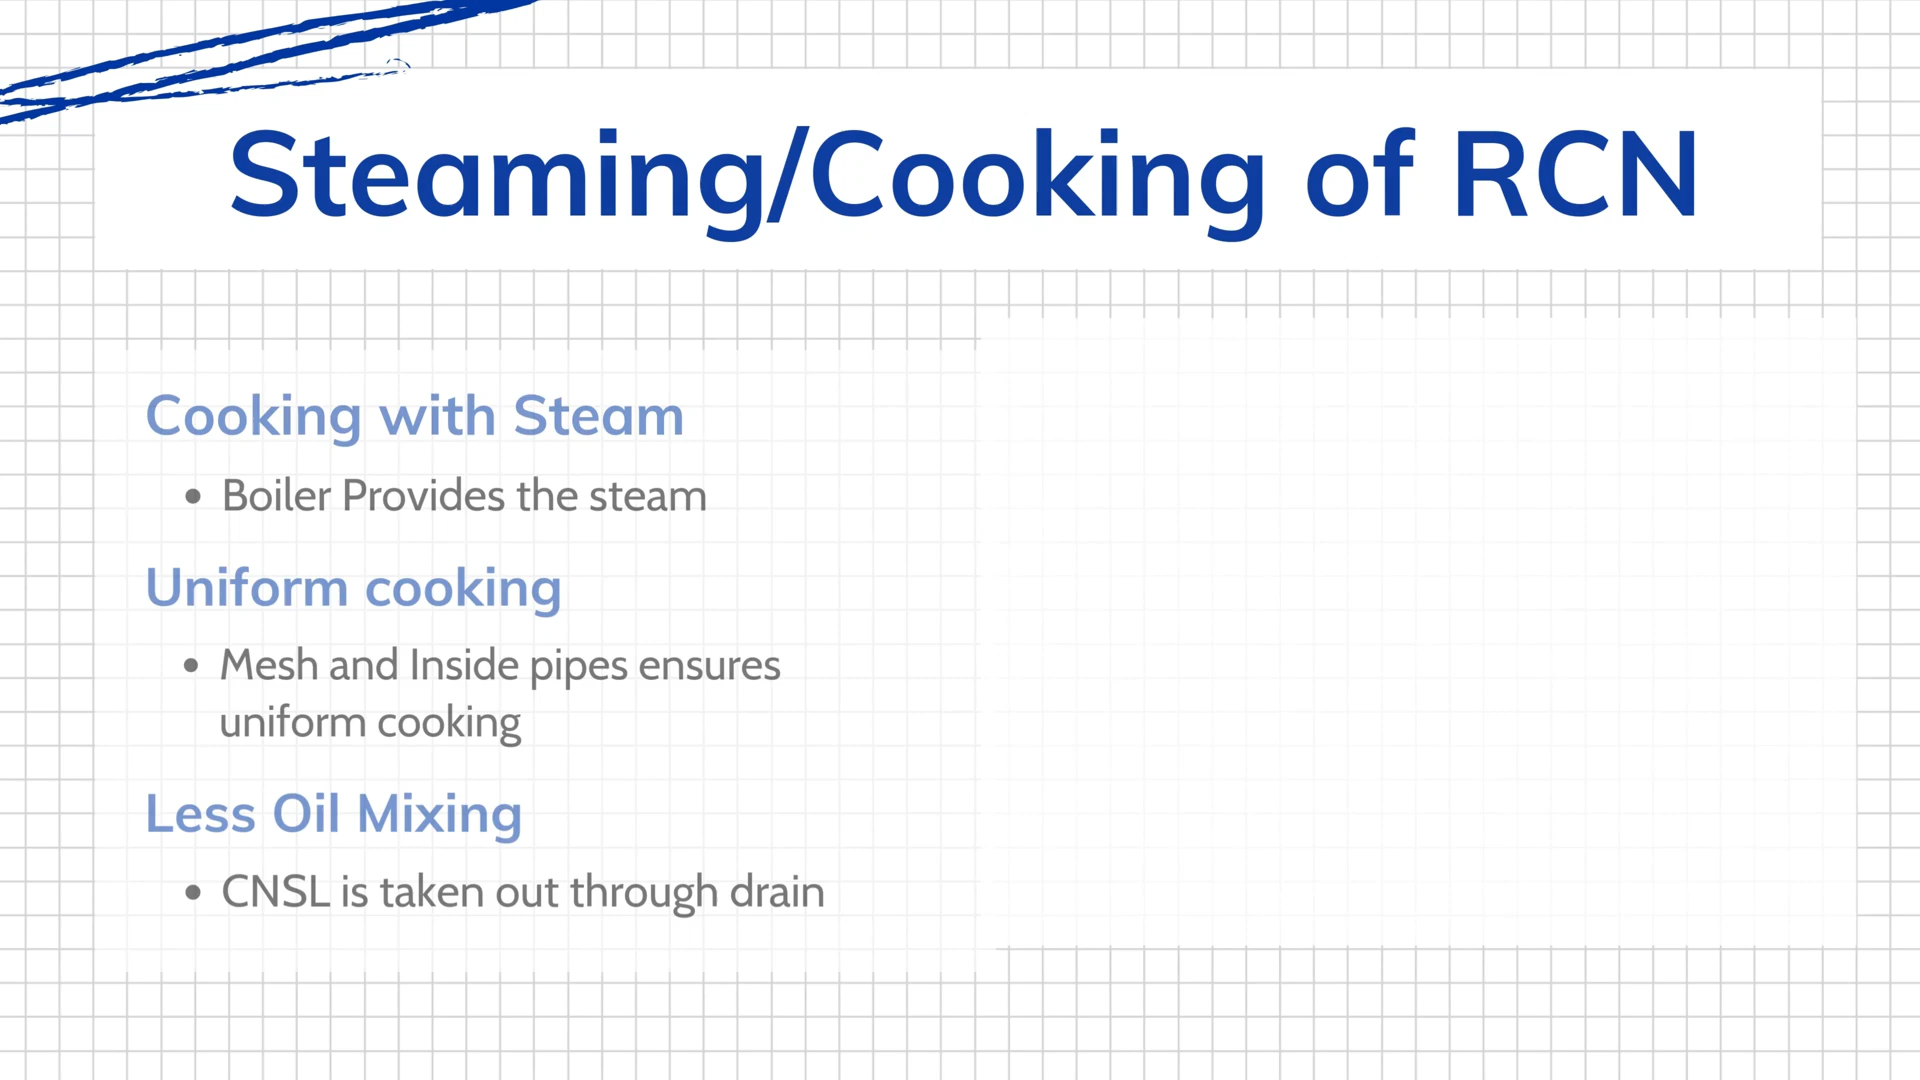 Steaming/Cooking of RCN
Cooking with Steam
• Boiler Provides the steam
Uniform cooking
• Mesh and Inside pipes ensures
uniform cooking
Less Oil Mixing
• CNSL is taken out through drain